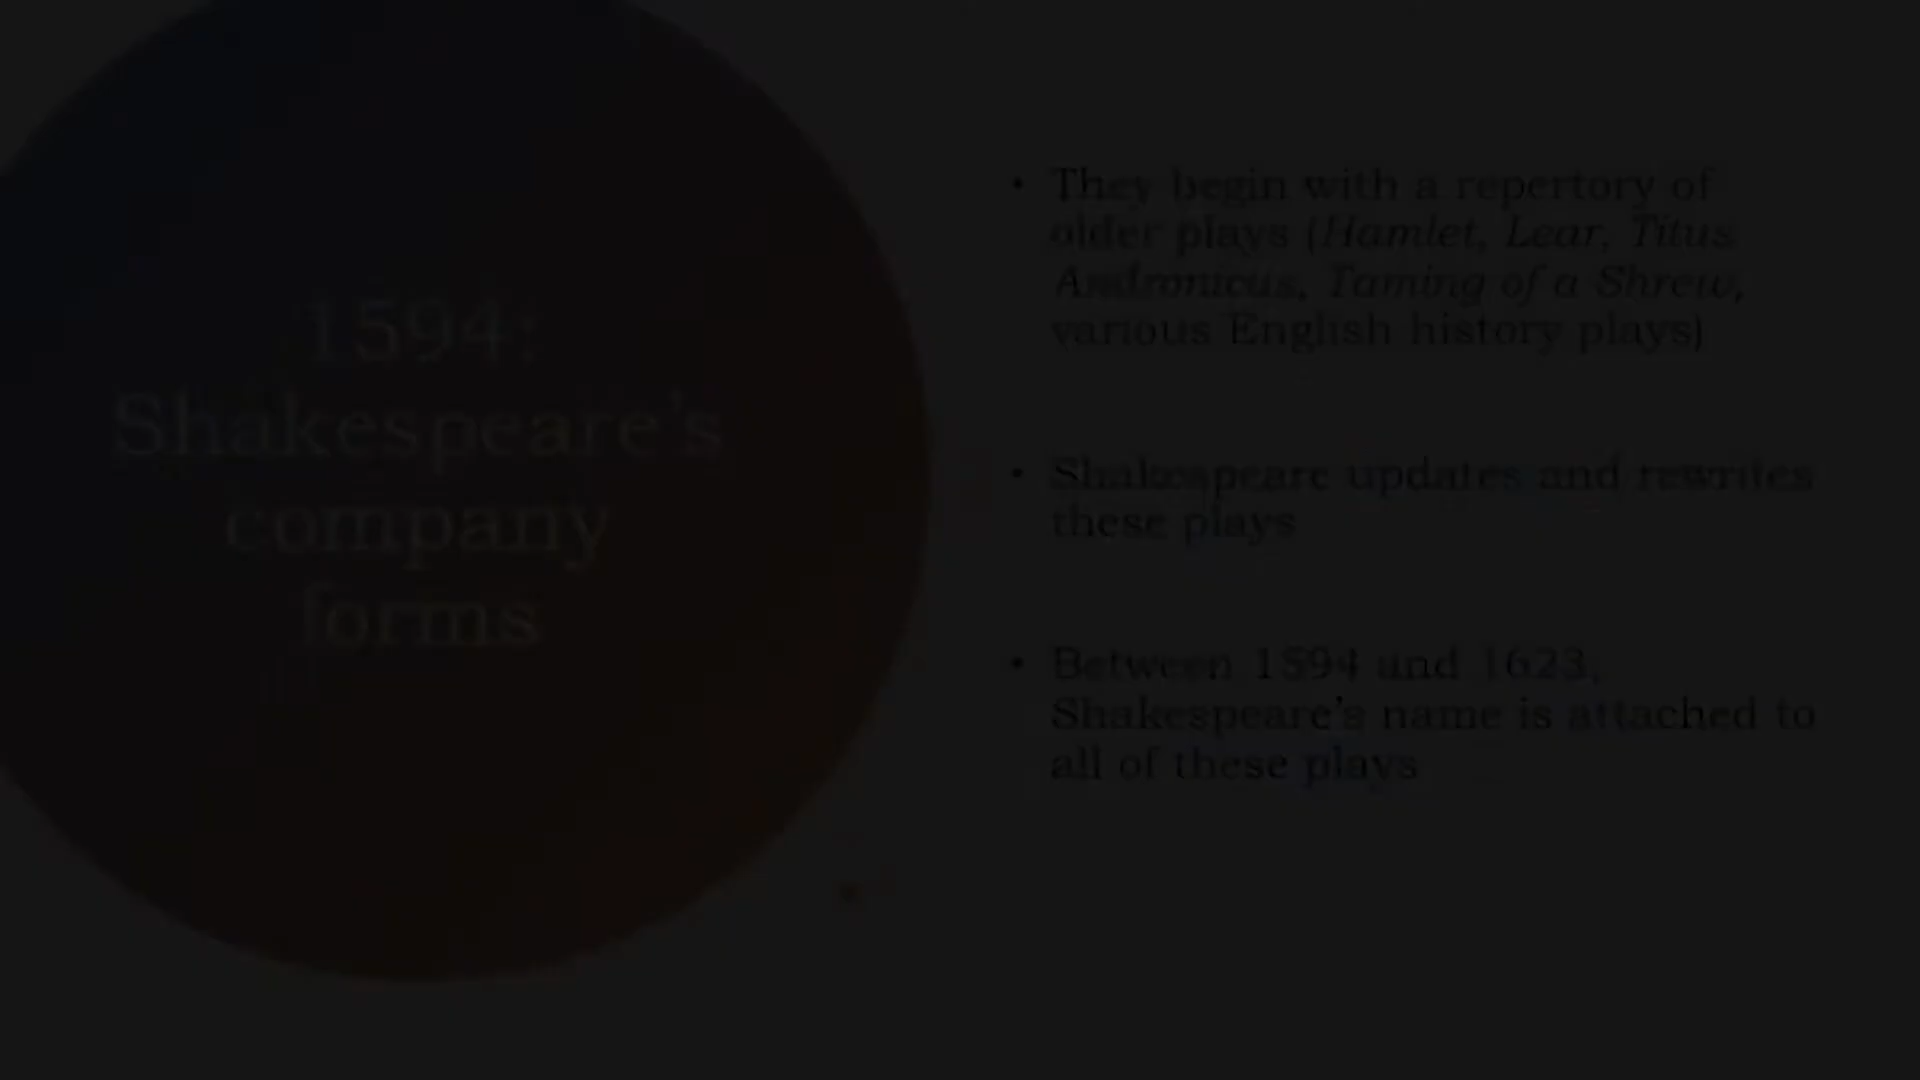 1594:
Shakespeare's
company
forms
• They begin with a repertory of
older plays (Hamlet, Lear, Titus
Andronicus, Taming of a Shrew,
various English history plays)
• Shakespeare updates and rewrites
these plays
• Between 1594 and 1623,
Shakespeare's name is attached to
all of these plays